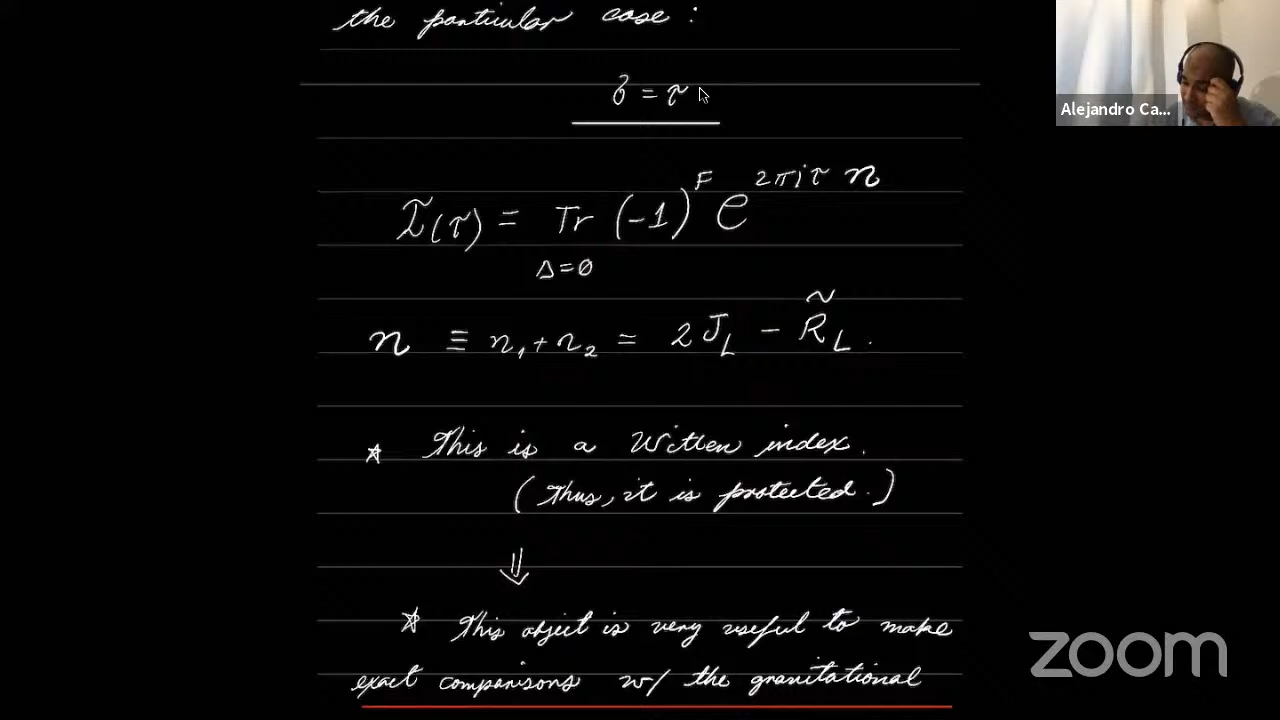 the particular case :
σ = τ
I(τ) = Tr (-1)^F e^{2πiτ n}
Δ=0
n ≡ n₁ + n₂ = 2J_L − R̃_L .
☆ This is a Witten index.
( Thus, it is protected. )
⇓
☆ This object is very useful to make
exact comparisons w/ the gravitational
Alejandro Ca...
zoom